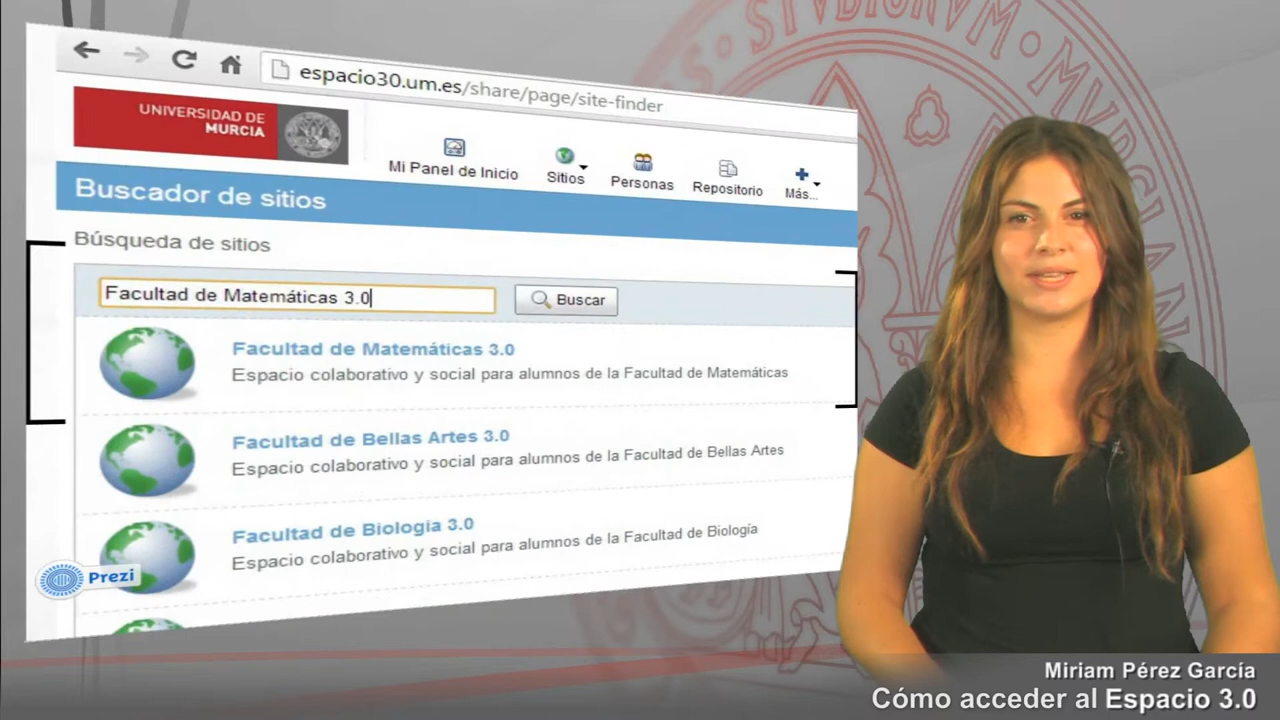 STVDIORVM MVRCIAN
espacio30.um.es/share/page/site-finder
UNIVERSIDAD DE
MURCIA
Mi Panel de Inicio
Sitios
Personas
Repositorio
Más...
Buscador de sitios
Búsqueda de sitios
Facultad de Matemáticas 3.0
Buscar
Facultad de Matemáticas 3.0
Espacio colaborativo y social para alumnos de la Facultad de Matemáticas
Facultad de Bellas Artes 3.0
Espacio colaborativo y social para alumnos de la Facultad de Bellas Artes
Facultad de Biología 3.0
Espacio colaborativo y social para alumnos de la Facultad de Biología
Prezi
Miriam Pérez García
Cómo acceder al Espacio 3.0